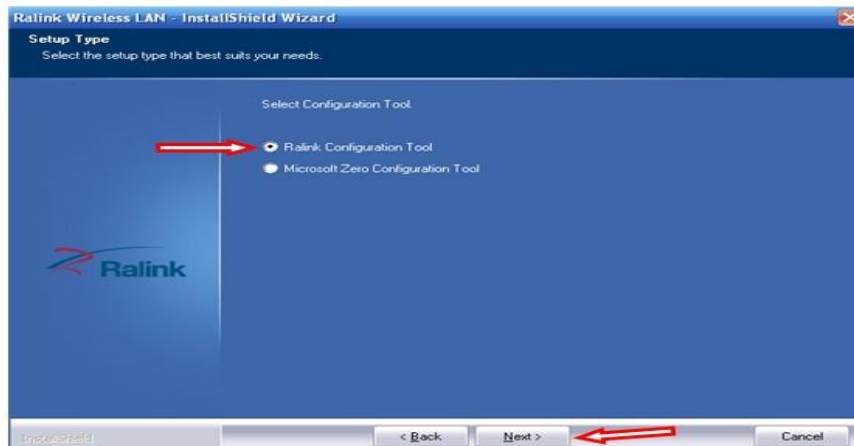 Ralink Wireless LAN - InstallShield Wizard
Setup Type
Select the setup type that best suits your needs.
Select Configuration Tool.
Ralink Configuration Tool
Microsoft Zero Configuration Tool
Ralink
InstallShield
< Back
Next >
Cancel